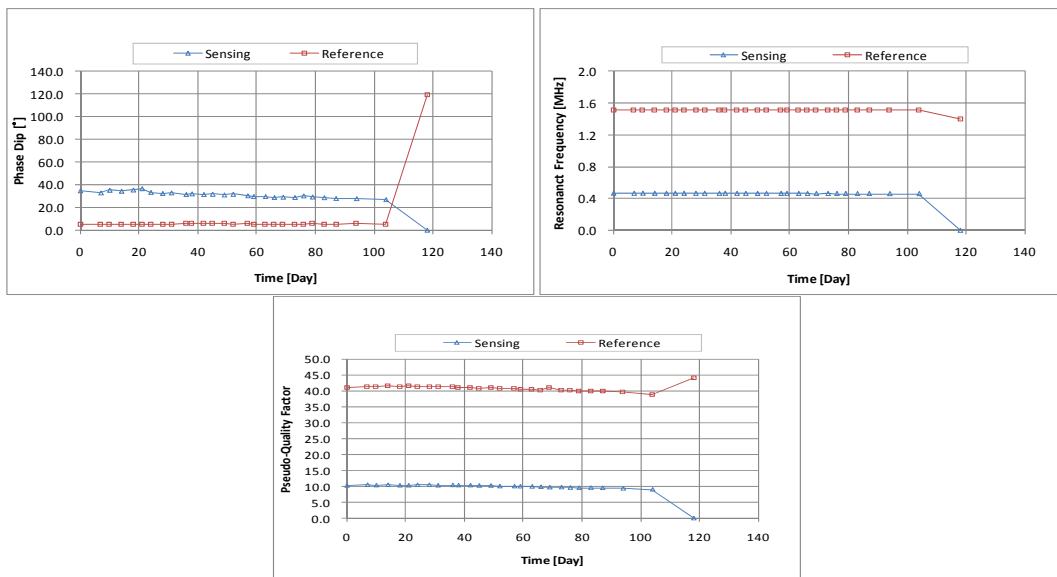 Sensing Reference
140.0
120.0
100.0
80.0
60.0
40.0
20.0
0.0
Phase Dip [°]
0 20 40 60 80 100 120 140
Time [Day]
Sensing Reference
2.0
1.6
1.2
0.8
0.4
0.0
Resonanct Frequency [MHz]
0 20 40 60 80 100 120 140
Time [Day]
Sensing Reference
50.0
45.0
40.0
35.0
30.0
25.0
20.0
15.0
10.0
5.0
0.0
Pseudo-Quality Factor
0 20 40 60 80 100 120 140
Time [Day]